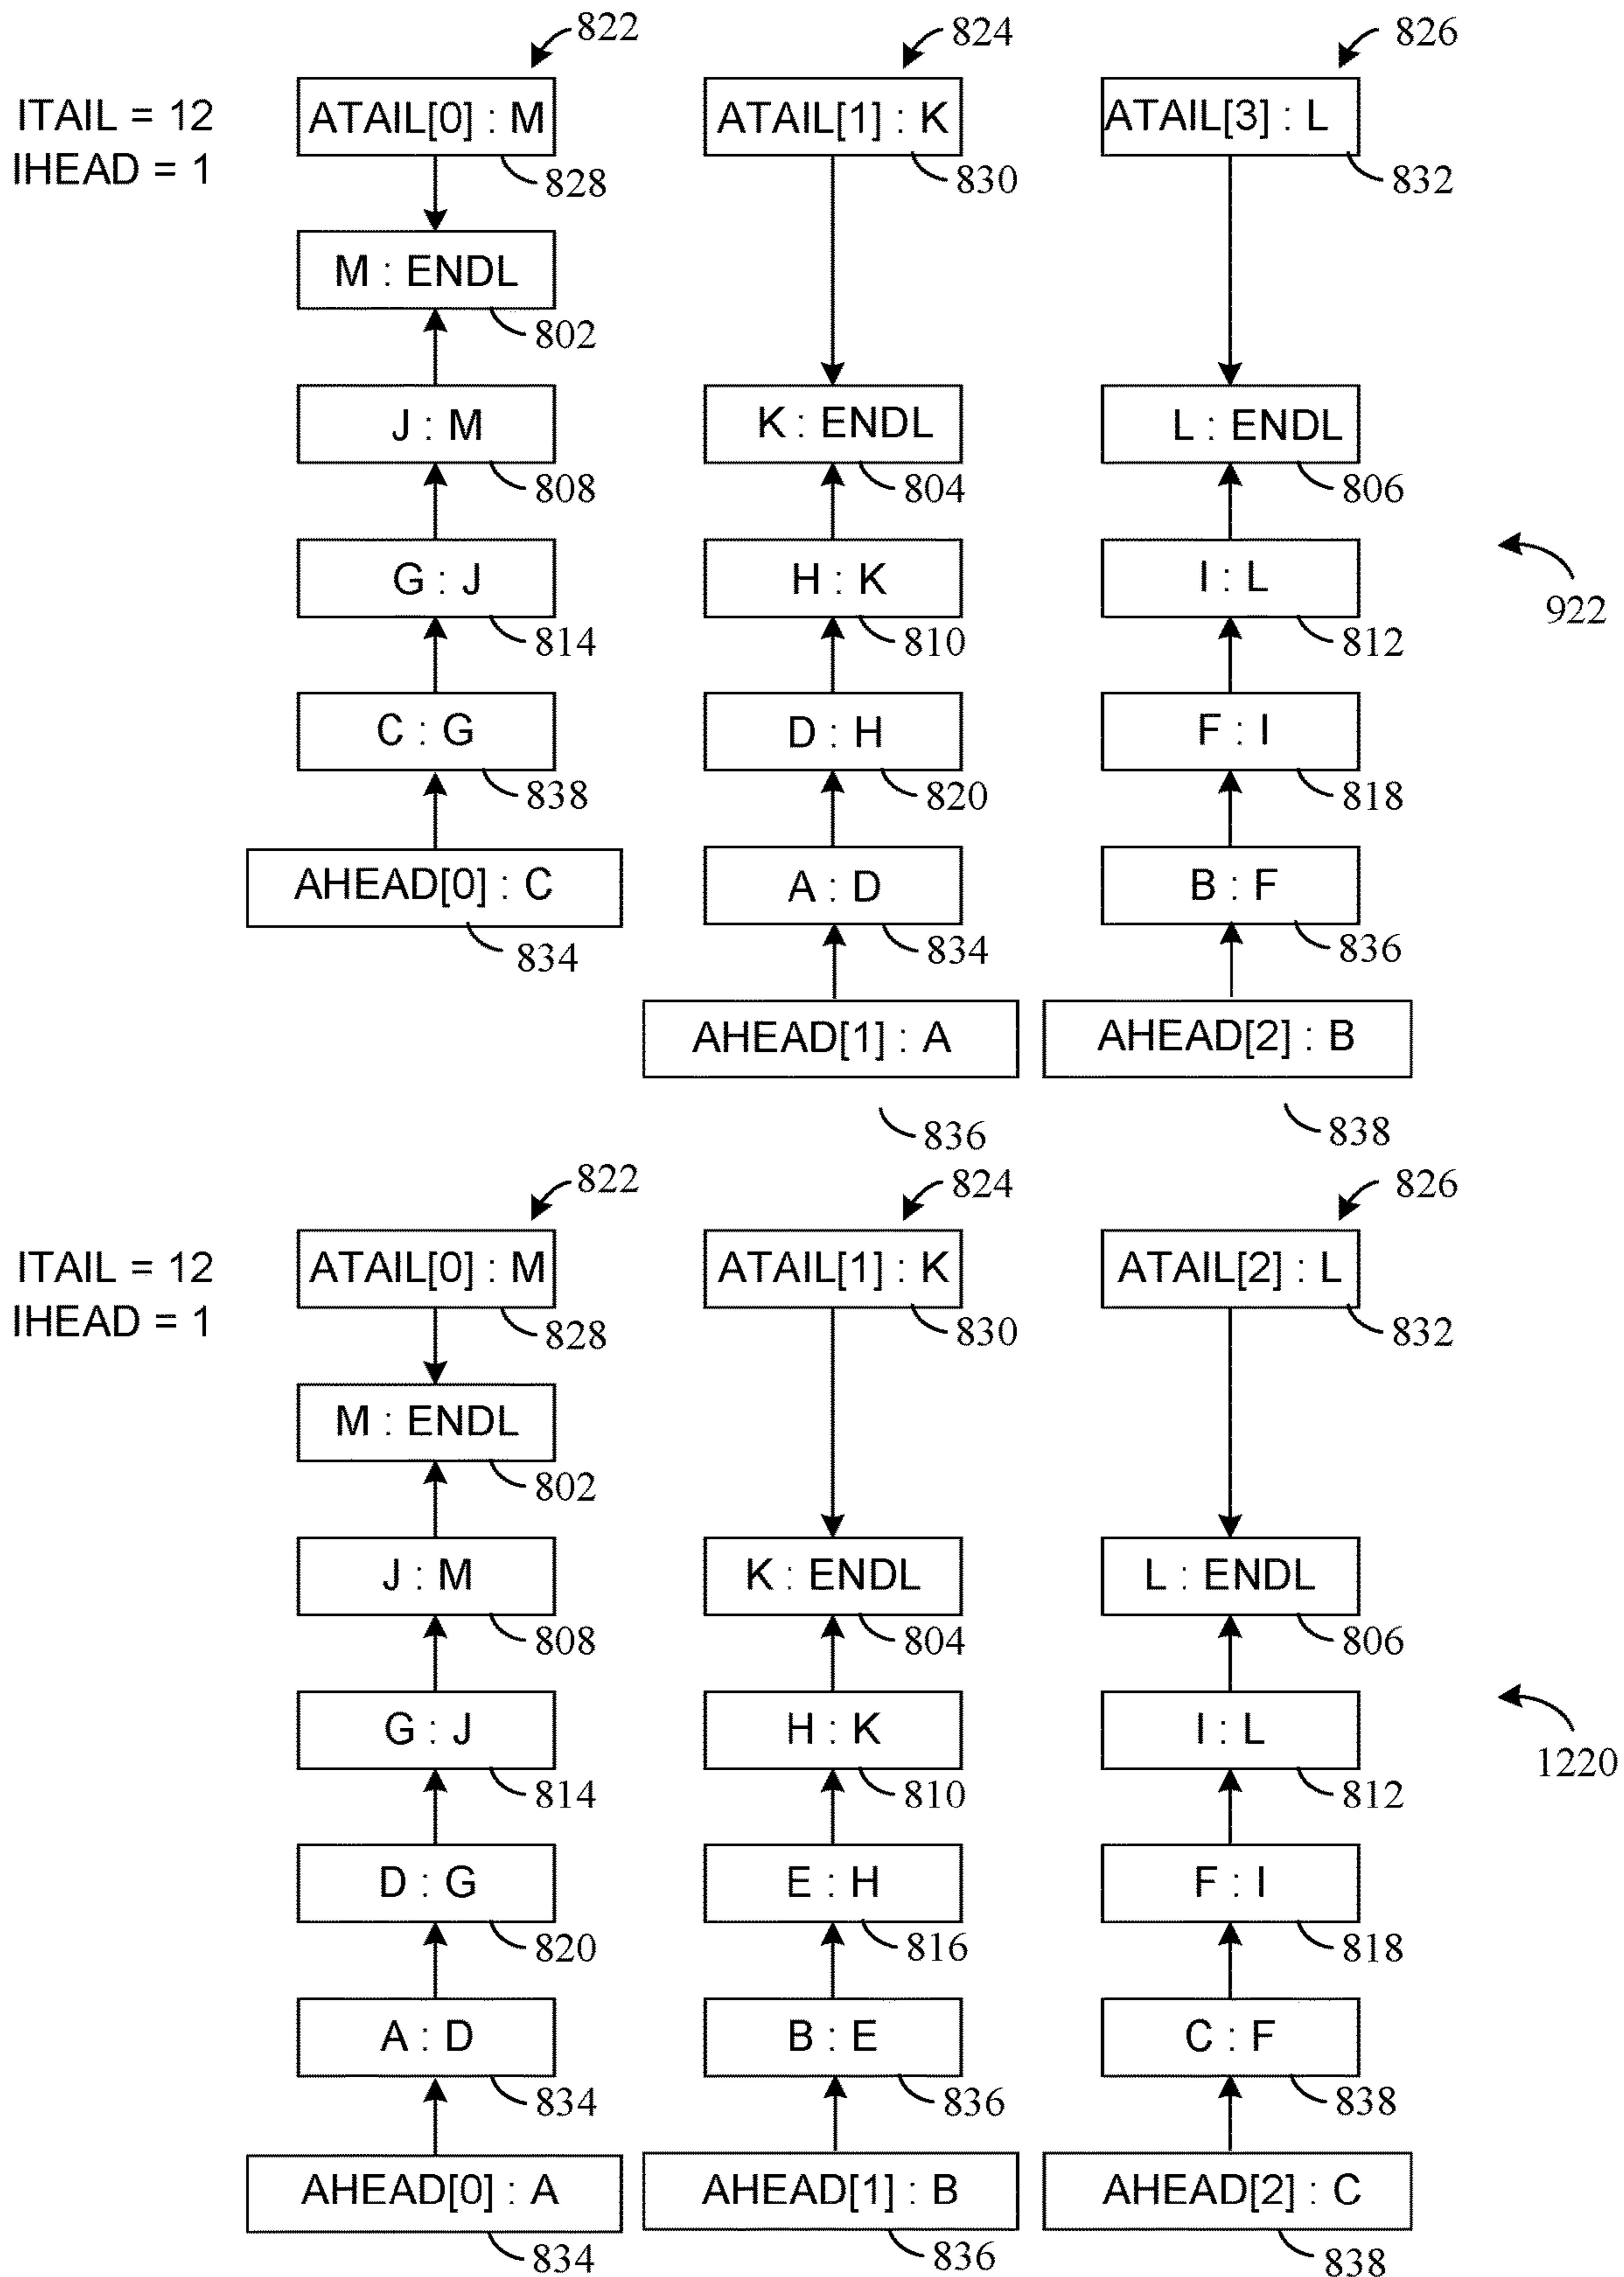 822 824 826
ITAIL = 12 ATAIL[0] : M ATAIL[1] : K ATAIL[3] : L
IHEAD = 1 828 830 832
M : ENDL
802
J : M K : ENDL L : ENDL
808 804 806
G : J H : K I : L
922
814 810 812
C : G D : H F : I
838 820 818
AHEAD[0] : C A : D B : F
834 834 836
AHEAD[1] : A AHEAD[2] : B
836 838
822 824 826
ITAIL = 12 ATAIL[0] : M ATAIL[1] : K ATAIL[2] : L
IHEAD = 1 828 830 832
M : ENDL
802
J : M K : ENDL L : ENDL
808 804 806
G : J H : K I : L
1220
814 810 812
D : G E : H F : I
820 816 818
A : D B : E C : F
834 836 838
AHEAD[0] : A AHEAD[1] : B AHEAD[2] : C
834 836 838